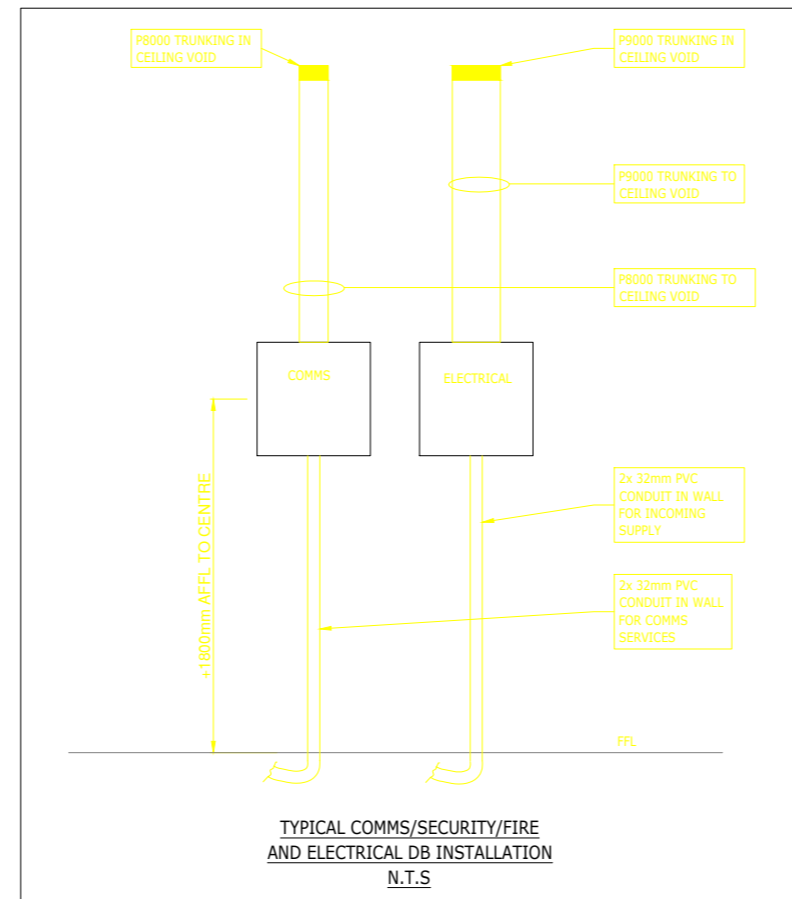 P8000 TRUNKING IN
CEILING VOID
P9000 TRUNKING IN
CEILING VOID
P9000 TRUNKING TO
CEILING VOID
P8000 TRUNKING TO
CEILING VOID
COMMS
ELECTRICAL
+1800mm AFFL TO CENTRE
2x 32mm PVC
CONDUIT IN WALL
FOR INCOMING
SUPPLY
2x 32mm PVC
CONDUIT IN WALL
FOR COMMS
SERVICES
FFL
TYPICAL COMMS/SECURITY/FIRE
AND ELECTRICAL DB INSTALLATION
N.T.S